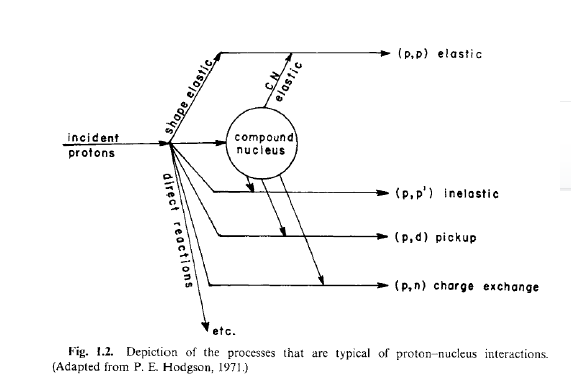 (p,p) elastic
shape elastic
CN
elastic
incident
protons
compound
nucleus
direct reactions
(p,p') inelastic
(p,d) pickup
(p,n) charge exchange
etc.
Fig. 1.2. Depiction of the processes that are typical of proton–nucleus interactions.
(Adapted from P. E. Hodgson, 1971.)